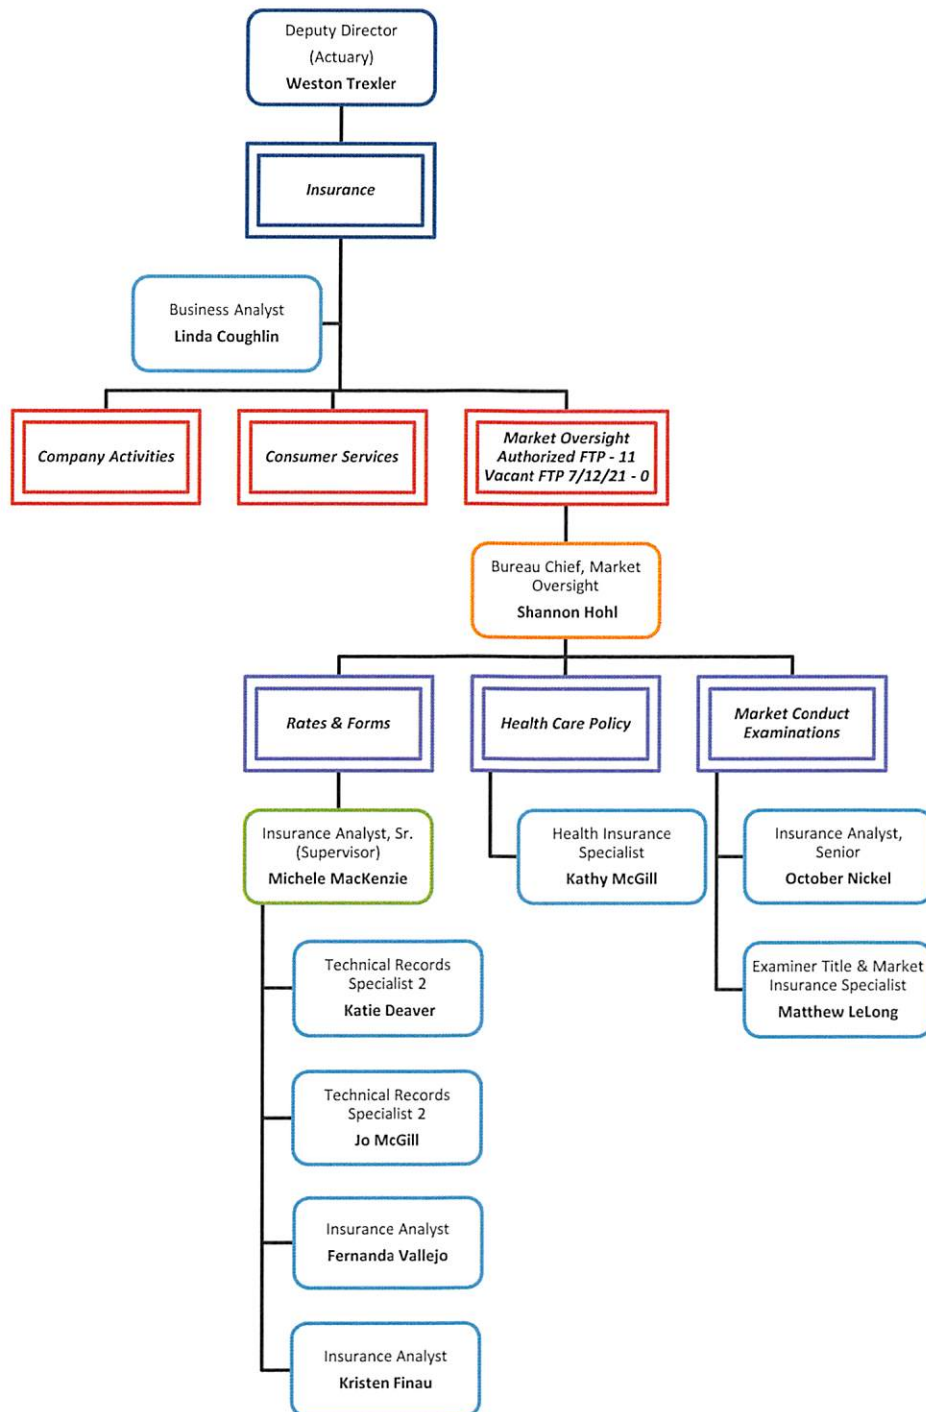 Deputy Director
(Actuary)
Weston Trexler
Insurance
Business Analyst
Linda Coughlin
Company Activities
Consumer Services
Market Oversight
Authorized FTP - 11
Vacant FTP 7/12/21 - 0
Bureau Chief, Market
Oversight
Shannon Hohl
Rates & Forms
Health Care Policy
Market Conduct
Examinations
Insurance Analyst, Sr.
(Supervisor)
Michele MacKenzie
Health Insurance
Specialist
Kathy McGill
Insurance Analyst,
Senior
October Nickel
Technical Records
Specialist 2
Katie Deaver
Examiner Title & Market
Insurance Specialist
Matthew LeLong
Technical Records
Specialist 2
Jo McGill
Insurance Analyst
Fernanda Vallejo
Insurance Analyst
Kristen Finau